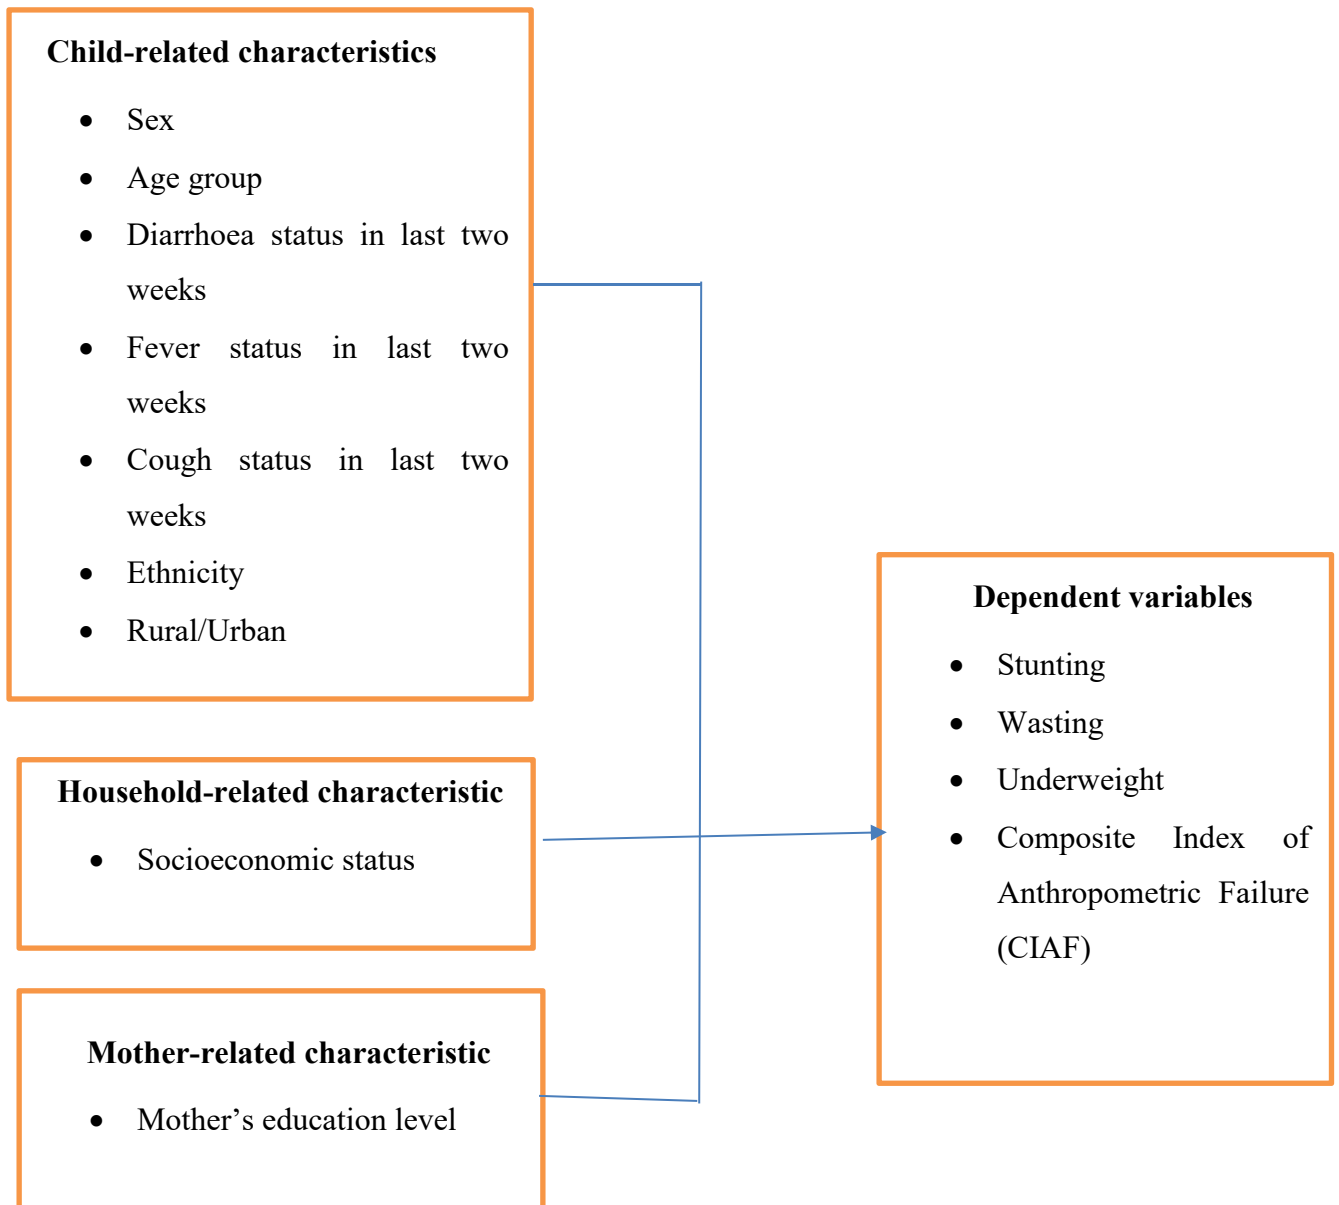 Child-related characteristics
• Sex
• Age group
• Diarrhoea status in last two
weeks
• Fever status in last two
weeks
• Cough status in last two
weeks
• Ethnicity
• Rural/Urban
Household-related characteristic
• Socioeconomic status
Mother-related characteristic
• Mother’s education level
Dependent variables
• Stunting
• Wasting
• Underweight
• Composite Index of
Anthropometric Failure
(CIAF)